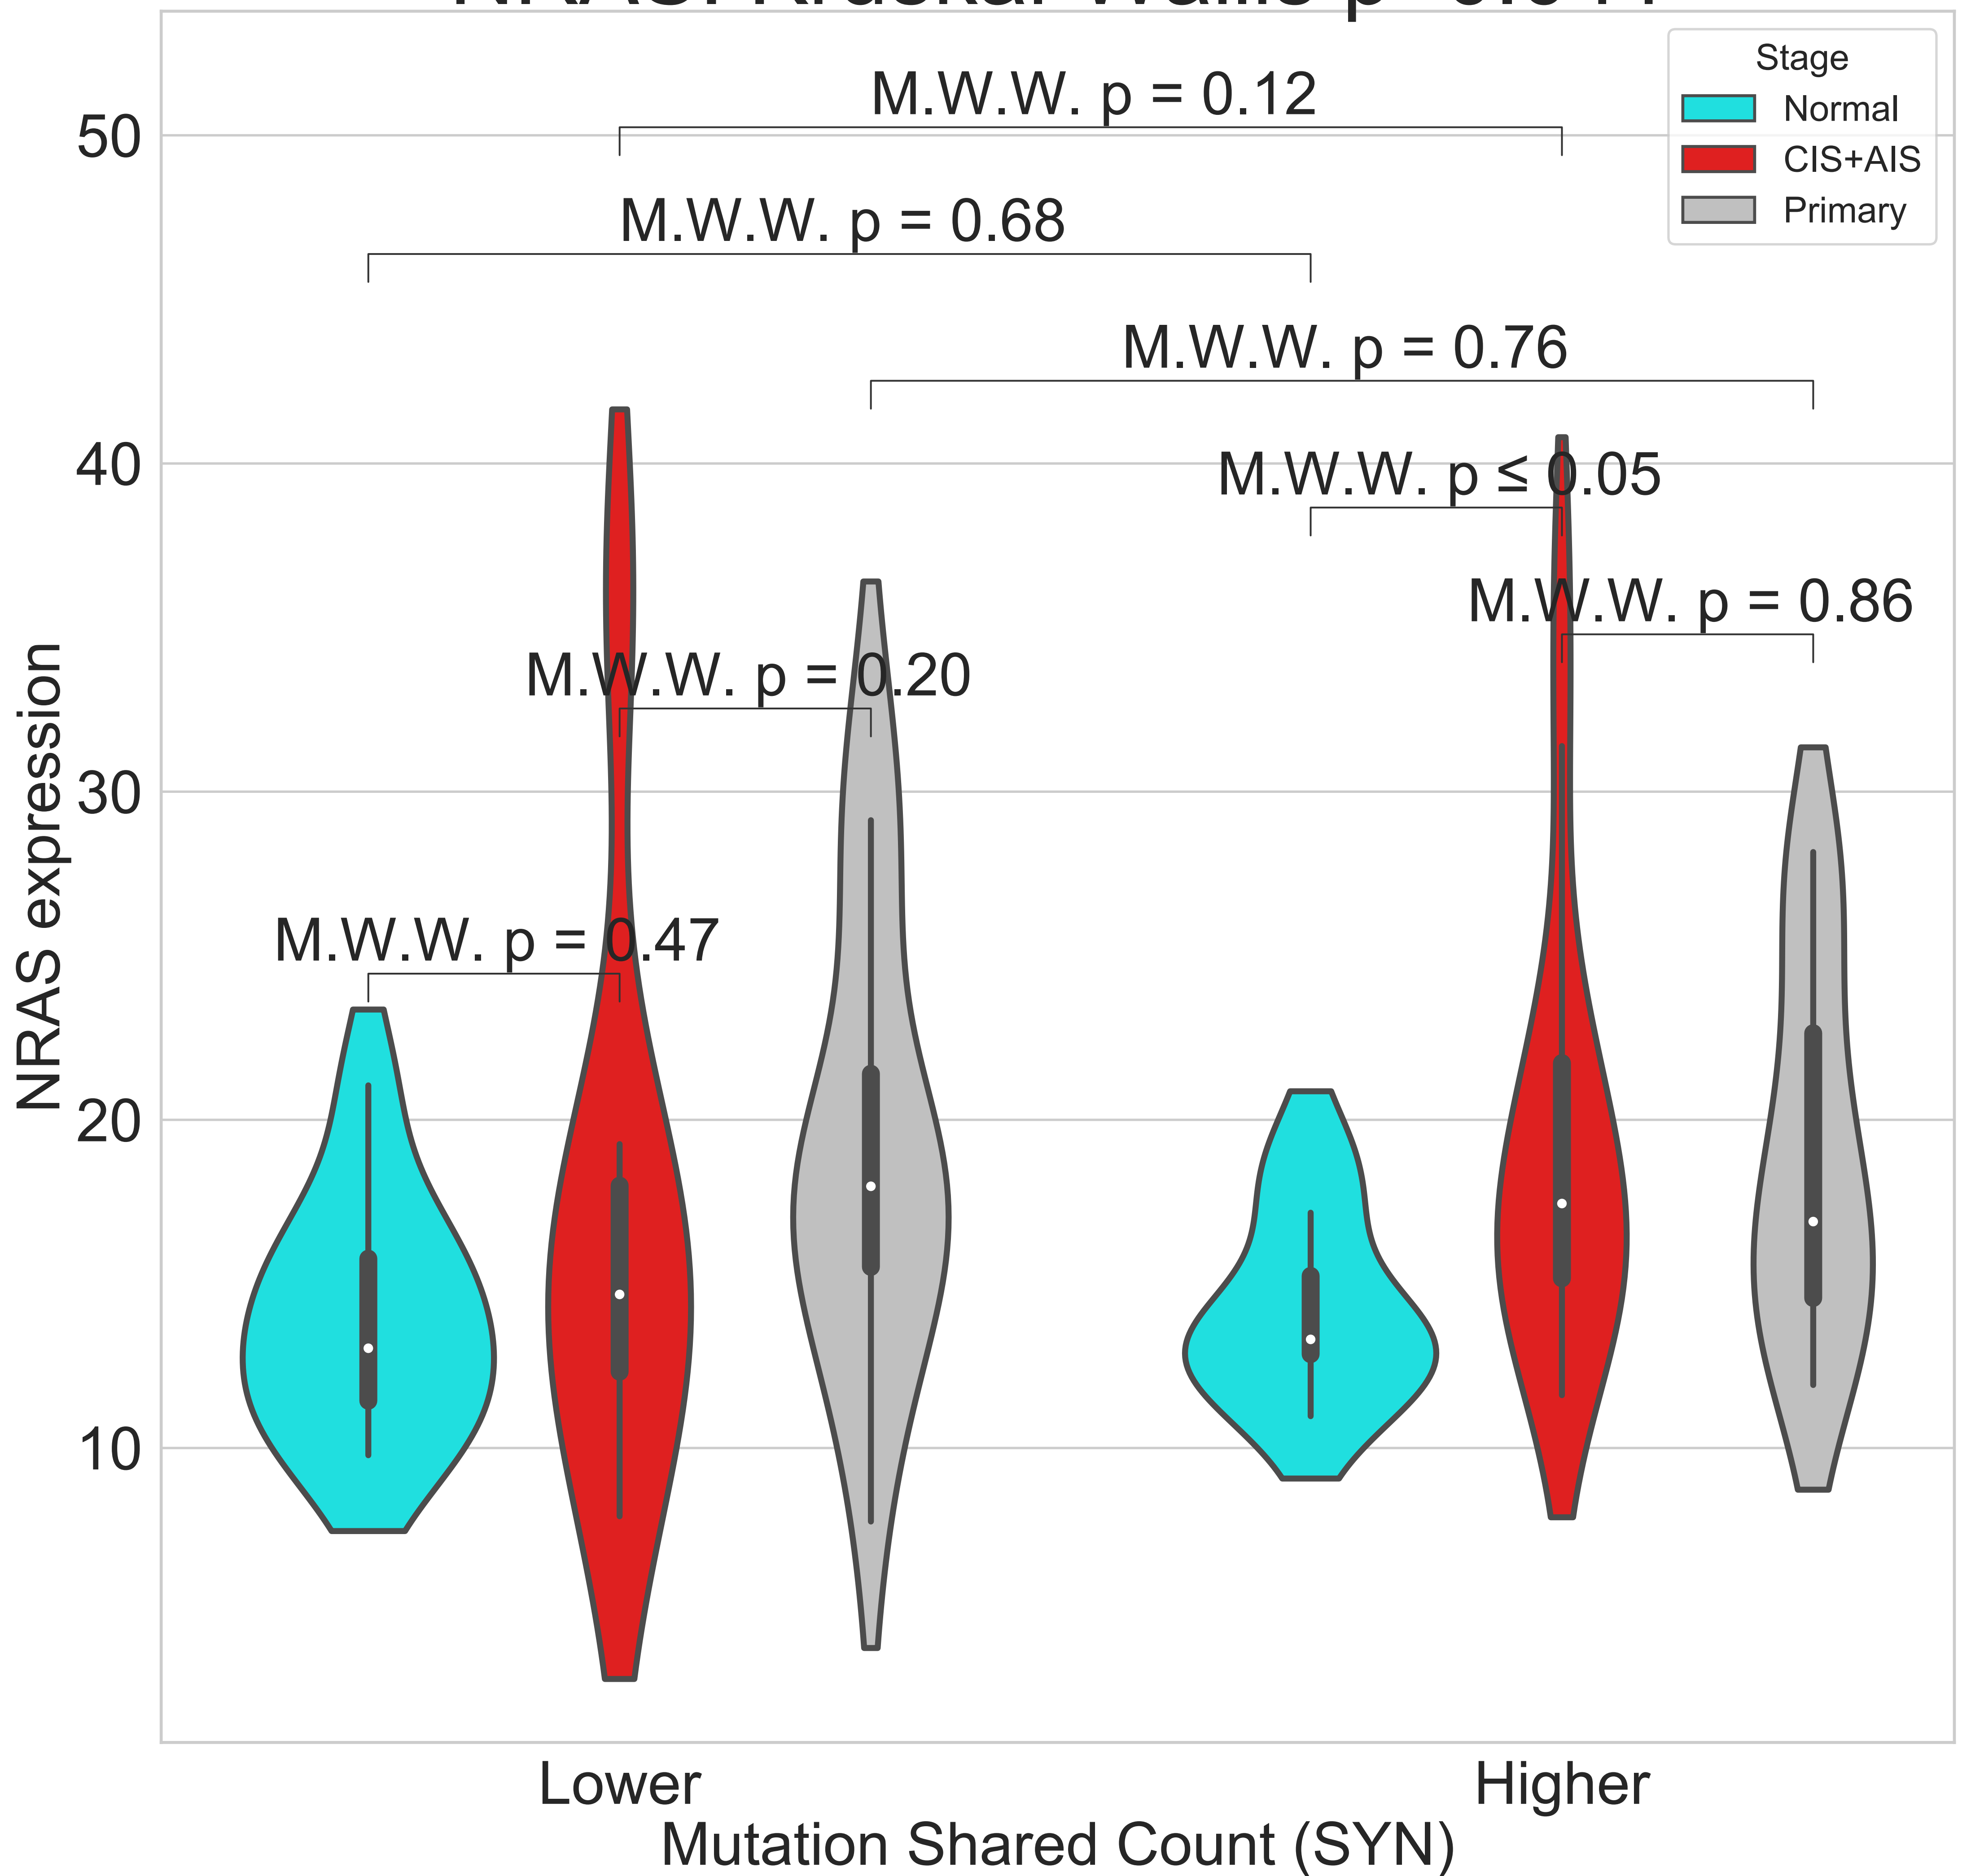 Stage
Normal
CIS+AIS
Primary
M.W.W. p = 0.12
M.W.W. p = 0.68
M.W.W. p = 0.76
M.W.W. p ≤ 0.05
M.W.W. p = 0.86
M.W.W. p = 0.20
M.W.W. p = 0.47
50
40
30
20
10
NRAS expression
Lower
Higher
Mutation Shared Count (SYN)